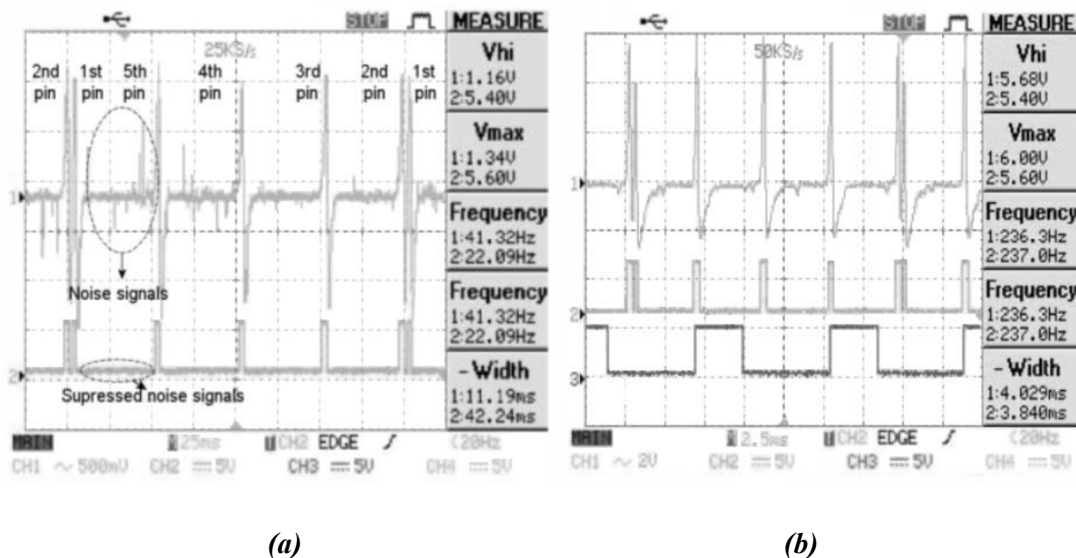 STOP MEASURE
25KS/s
Vhi
1:1.16V
2:5.40V
2nd pin 1st pin 5th pin 4th pin 3rd pin 2nd pin 1st pin
Vmax
1:1.34V
2:5.60V
1
Frequency
1:41.32Hz
2:22.09Hz
Noise signals
Frequency
1:41.32Hz
2:22.09Hz
2
Supressed noise signals
- Width
1:11.19ms
2:42.24ms
MAIN 25ms CH2 EDGE <20Hz
CH1 ~ 500mV CH2 5V CH3 5V CH4 5V
(a)
STOP MEASURE
50KS/s
Vhi
1:5.68V
2:5.40V
Vmax
1:6.00V
2:5.60V
1
Frequency
1:236.3Hz
2:237.0Hz
Frequency
1:236.3Hz
2:237.0Hz
2
3
- Width
1:4.029ms
2:3.840ms
MAIN 2.5ms CH2 EDGE <20Hz
CH1 ~ 2V CH2 5V CH3 5V CH4 5V
(b)